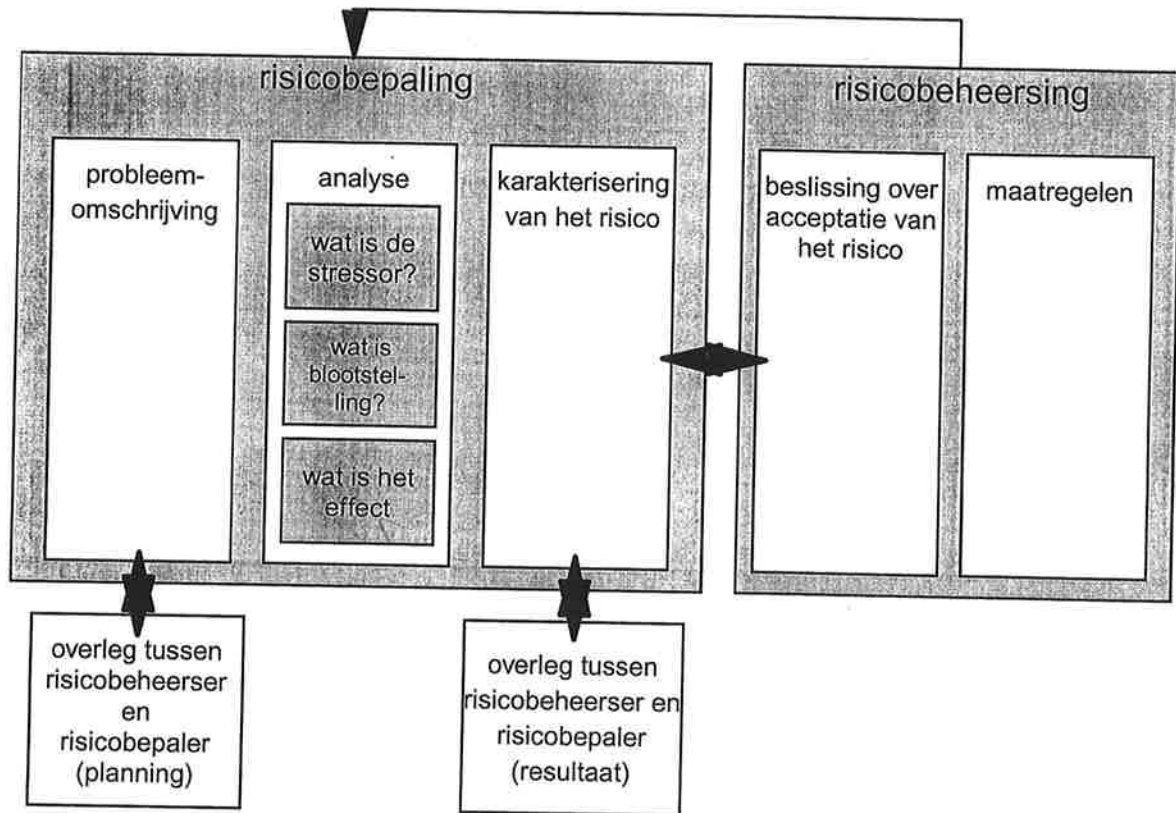 risicobepaling
probleem-
omschrijving
analyse
wat is de
stressor?
wat is
blootstel-
ling?
wat is het
effect
karakterisering
van het risico
risicobeheersing
beslissing over
acceptatie van
het risico
maatregelen
overleg tussen
risicobeheerser
en
risicobepaler
(planning)
overleg tussen
risicobeheerser en
risicobepaler
(resultaat)